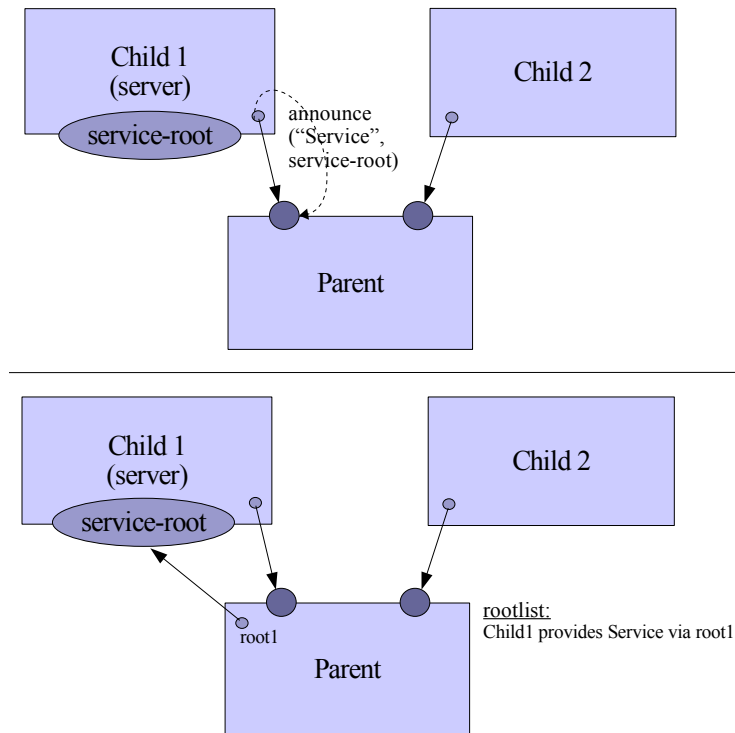 Child 1
(server)
service-root
announce
(“Service”,
service-root)
Child 2
Parent
Child 1
(server)
service-root
Child 2
root1
Parent
rootlist:
Child1 provides Service via root1